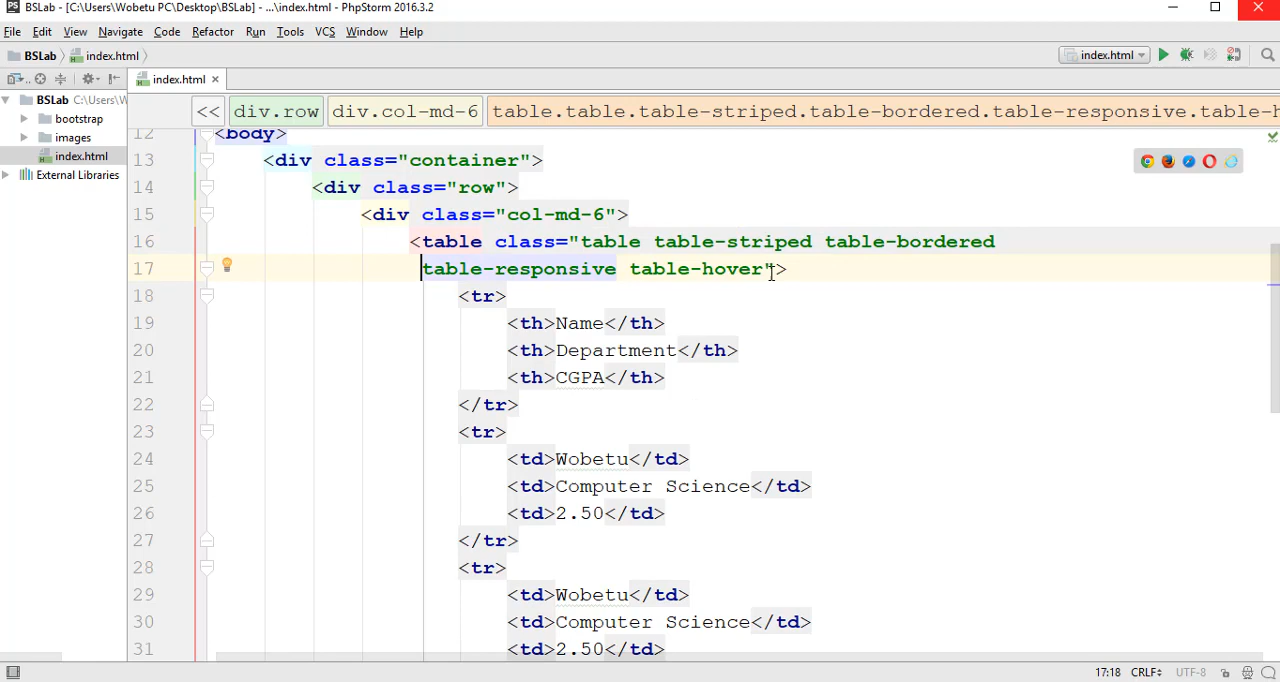 PS BSLab - [C:\Users\Wobetu PC\Desktop\BSLab] - ...\index.html - PhpStorm 2016.3.2
File Edit View Navigate Code Refactor Run Tools VCS Window Help
BSLab index.html index.html
index.html
BSLab C:\Users\W
bootstrap
images
index.html
External Libraries
<< div.row div.col-md-6 table.table.table-striped.table-bordered.table-responsive.table-h
12 <body>
13 <div class="container">
14 <div class="row">
15 <div class="col-md-6">
16 <table class="table table-striped table-bordered
17 table-responsive table-hover">
18 <tr>
19 <th>Name</th>
20 <th>Department</th>
21 <th>CGPA</th>
22 </tr>
23 <tr>
24 <td>Wobetu</td>
25 <td>Computer Science</td>
26 <td>2.50</td>
27 </tr>
28 <tr>
29 <td>Wobetu</td>
30 <td>Computer Science</td>
31 <td>2.50</td>
17:18 CRLF UTF-8